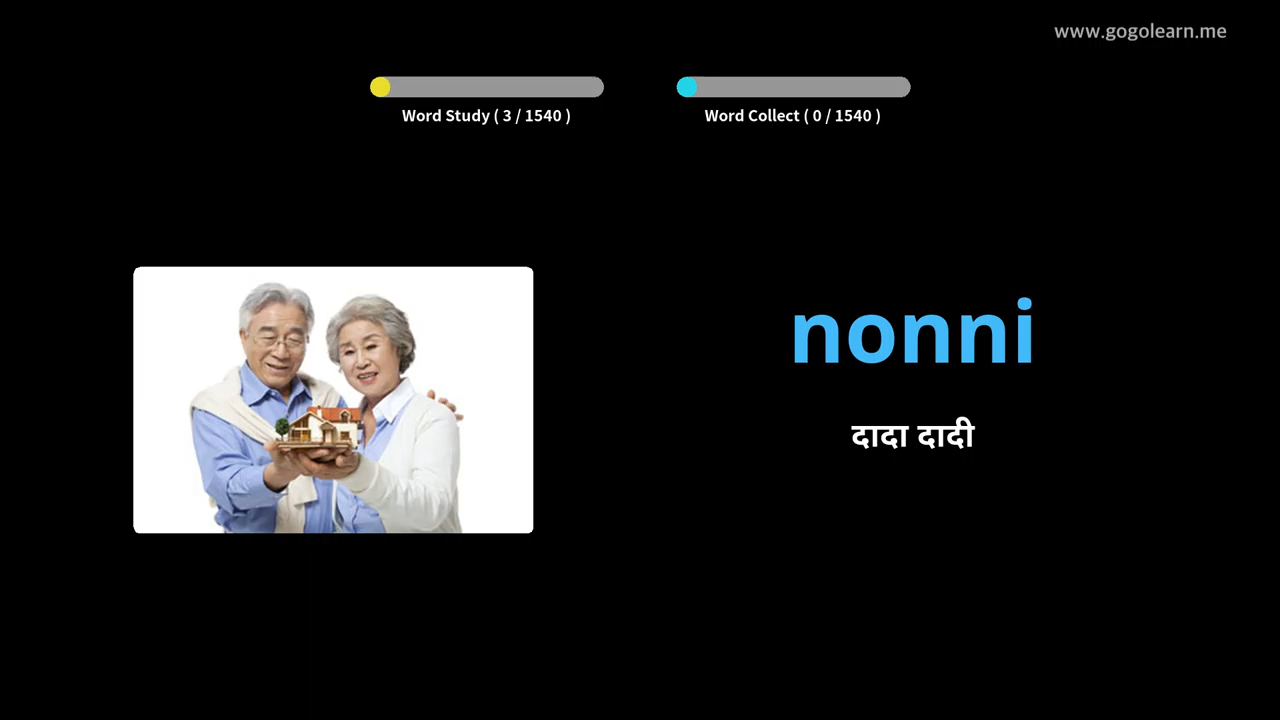 www.gogolearn.me
Word Study ( 3 / 1540 )
Word Collect ( 0 / 1540 )
nonni
दादा दादी